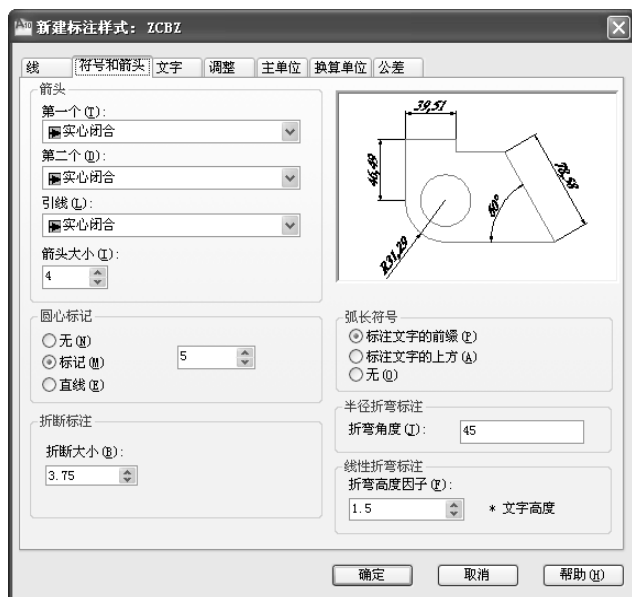 新建标注样式: ZCBZ
线 符号和箭头 文字 调整 主单位 换算单位 公差
箭头
第一个(T):
实心闭合
第二个(D):
实心闭合
引线(L):
实心闭合
箭头大小(I):
4
39,51
46,49
78,58
60°
R31,29
圆心标记
无(N)
标记(M)
5
直线(E)
弧长符号
标注文字的前缀(P)
标注文字的上方(A)
无(O)
折断标注
折断大小(B):
3.75
半径折弯标注
折弯角度(J): 45
线性折弯标注
折弯高度因子(F):
1.5 * 文字高度
确定 取消 帮助(H)